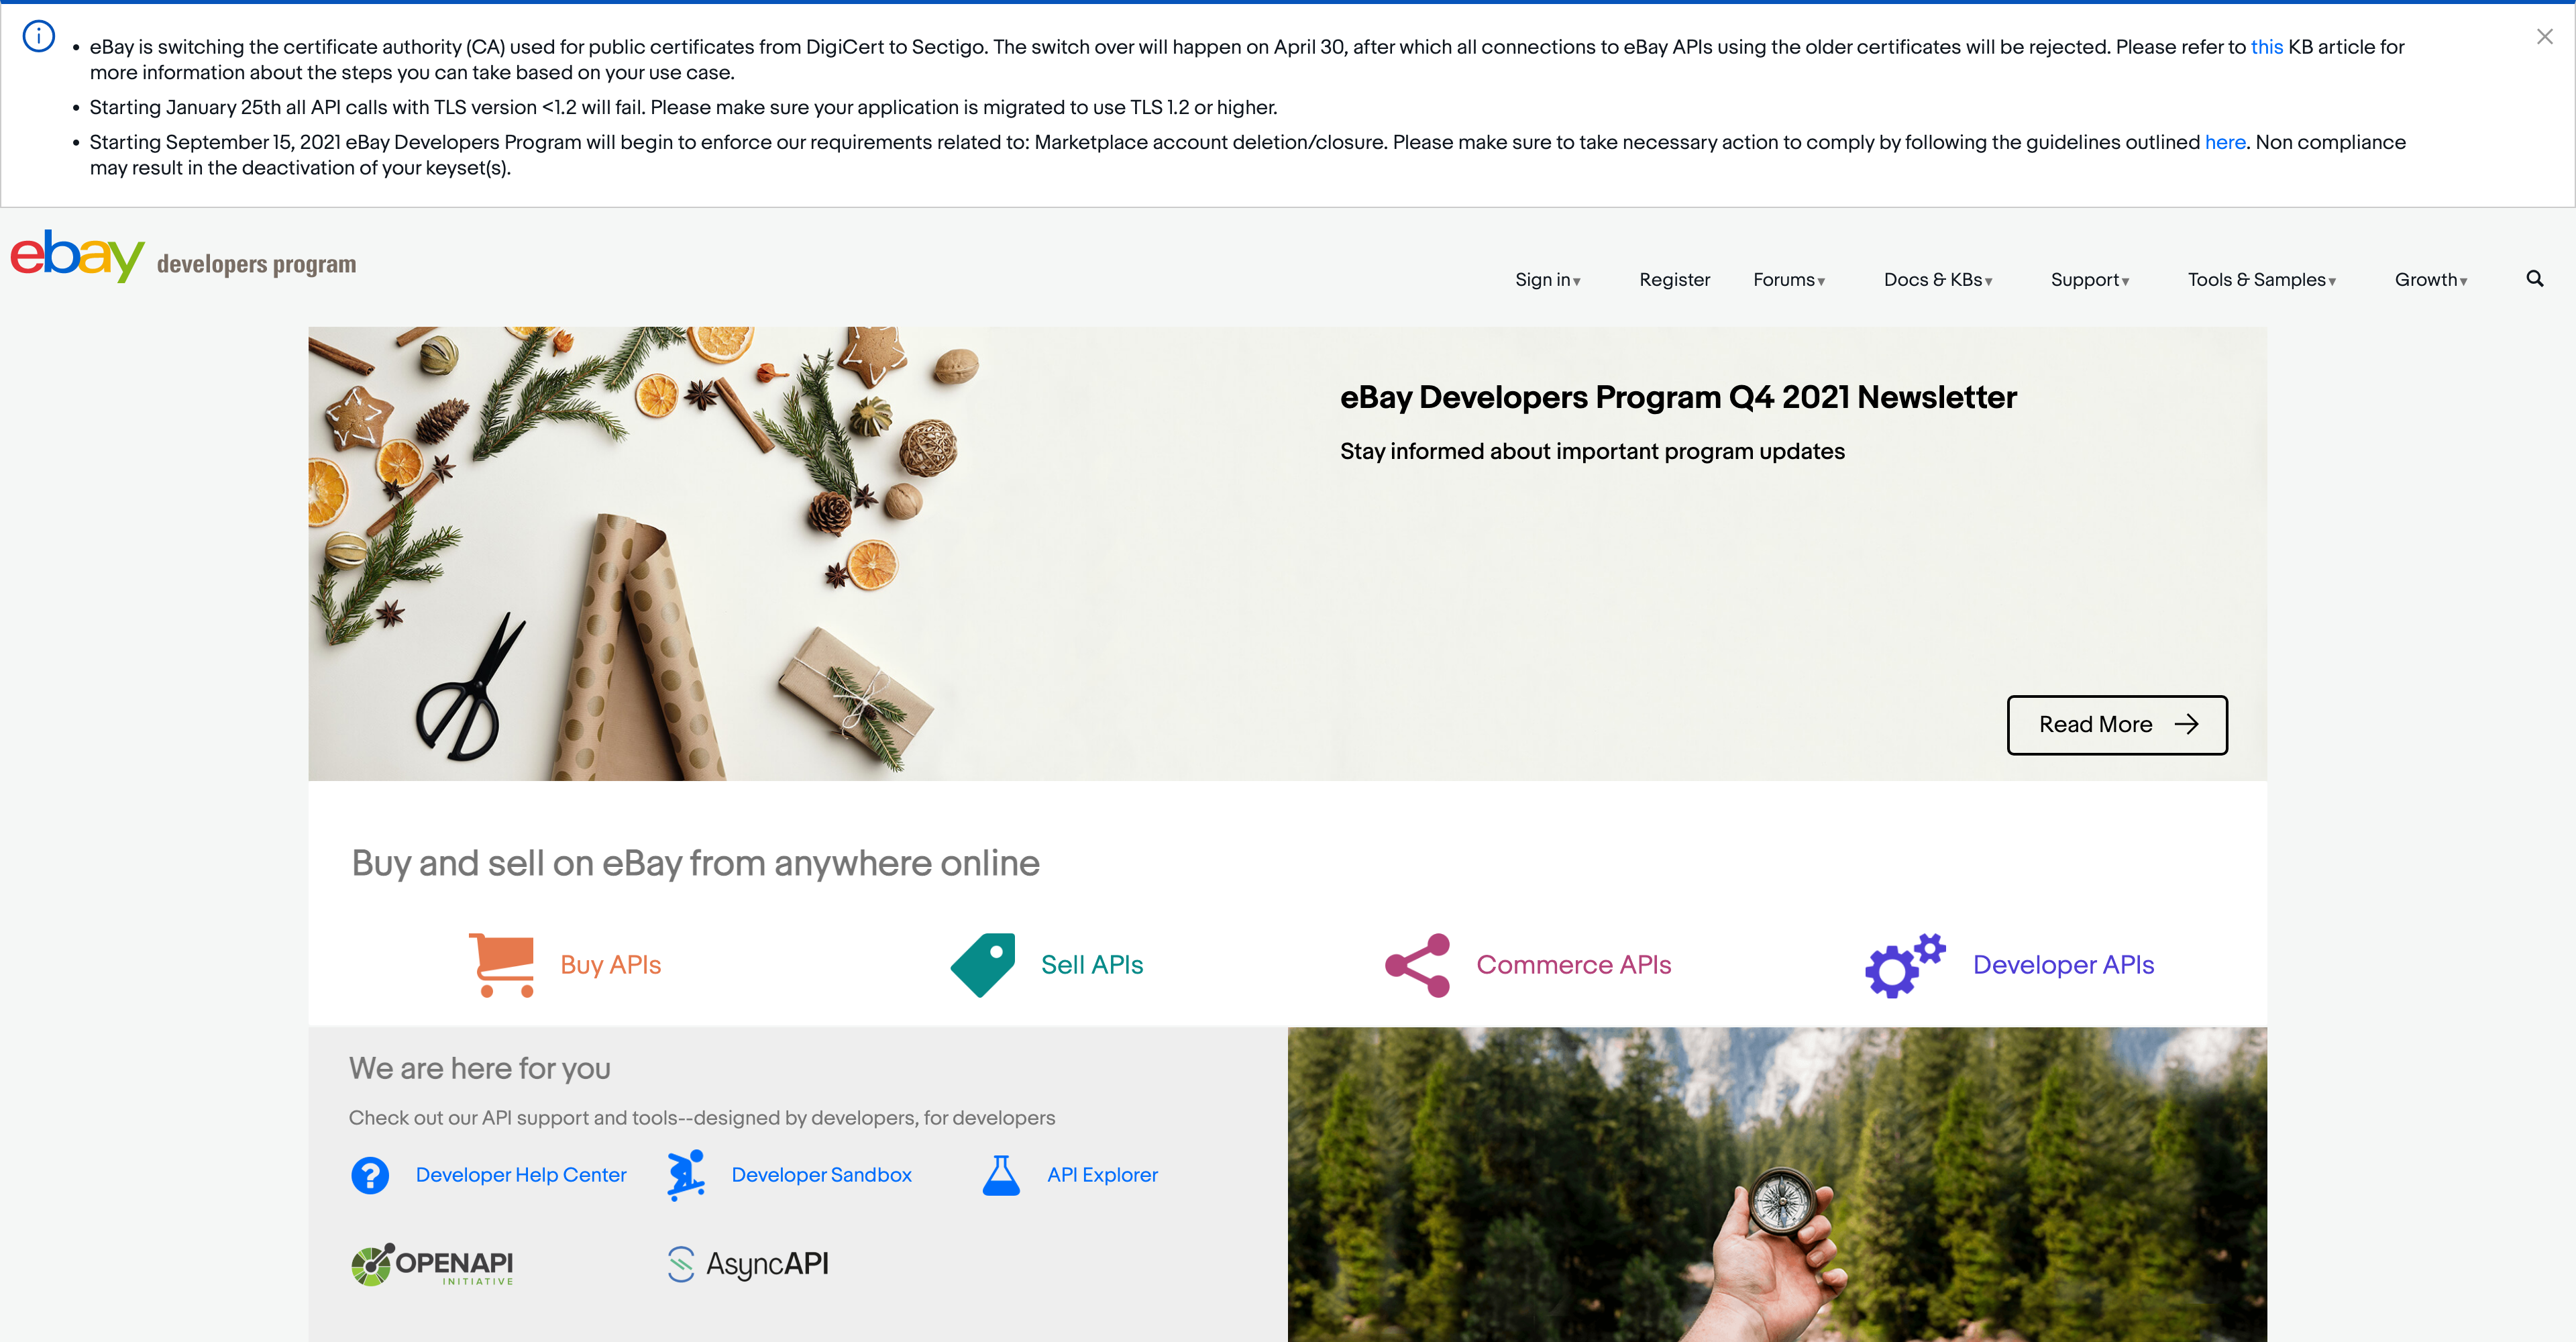 eBay is switching the certificate authority (CA) used for public certificates from DigiCert to Sectigo. The switch over will happen on April 30, after which all connections to eBay APIs using the older certificates will be rejected. Please refer to this KB article for
more information about the steps you can take based on your use case.
Starting January 25th all API calls with TLS version <1.2 will fail. Please make sure your application is migrated to use TLS 1.2 or higher.
Starting September 15, 2021 eBay Developers Program will begin to enforce our requirements related to: Marketplace account deletion/closure. Please make sure to take necessary action to comply by following the guidelines outlined here. Non compliance
may result in the deactivation of your keyset(s).
ebay developers program
Sign in Register Forums Docs & KBs Support Tools & Samples Growth
eBay Developers Program Q4 2021 Newsletter
Stay informed about important program updates
Read More
Buy and sell on eBay from anywhere online
Buy APIs Sell APIs Commerce APIs Developer APIs
We are here for you
Check out our API support and tools--designed by developers, for developers
Developer Help Center Developer Sandbox API Explorer
OPENAPI AsyncAPI
INITIATIVE